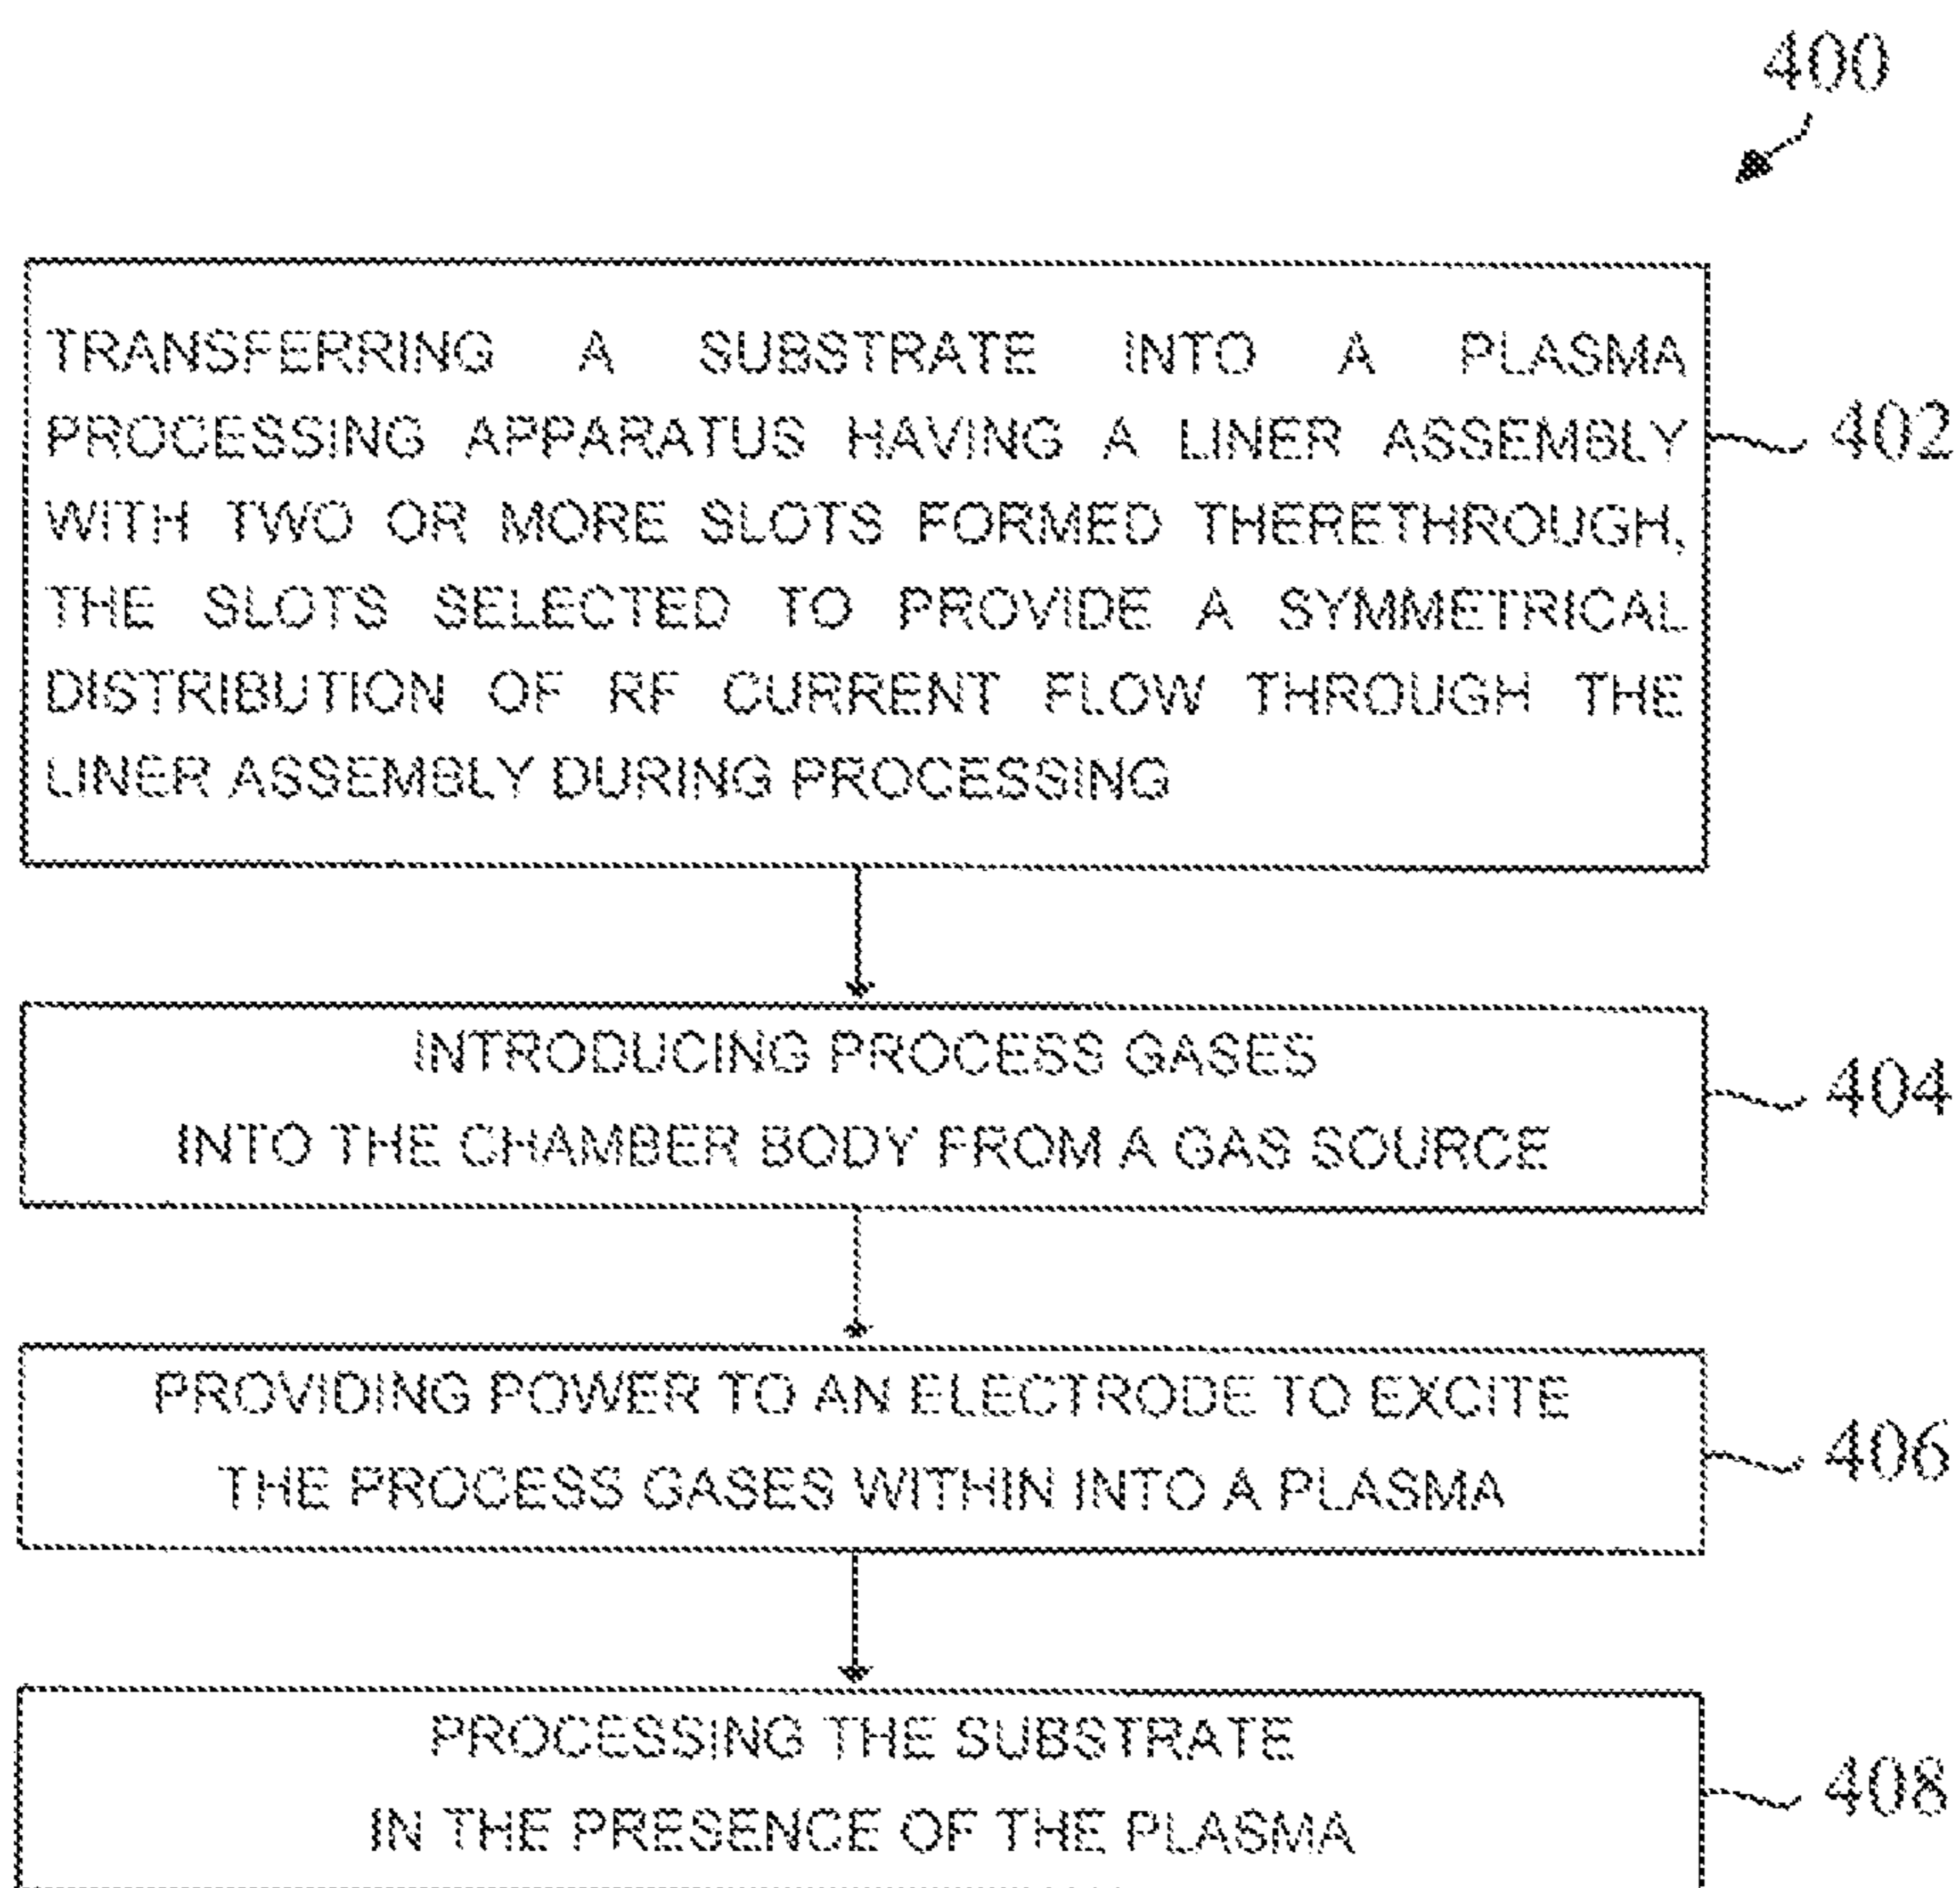 400
TRANSFERRING A SUBSTRATE INTO A PLASMA
PROCESSING APPARATUS HAVING A LINER ASSEMBLY
WITH TWO OR MORE SLOTS FORMED THERETHROUGH,
THE SLOTS SELECTED TO PROVIDE A SYMMETRICAL
DISTRIBUTION OF RF CURRENT FLOW THROUGH THE
LINER ASSEMBLY DURING PROCESSING
402
INTRODUCING PROCESS GASES
INTO THE CHAMBER BODY FROM A GAS SOURCE
404
PROVIDING POWER TO AN ELECTRODE TO EXCITE
THE PROCESS GASES WITHIN INTO A PLASMA
406
PROCESSING THE SUBSTRATE
IN THE PRESENCE OF THE PLASMA
408